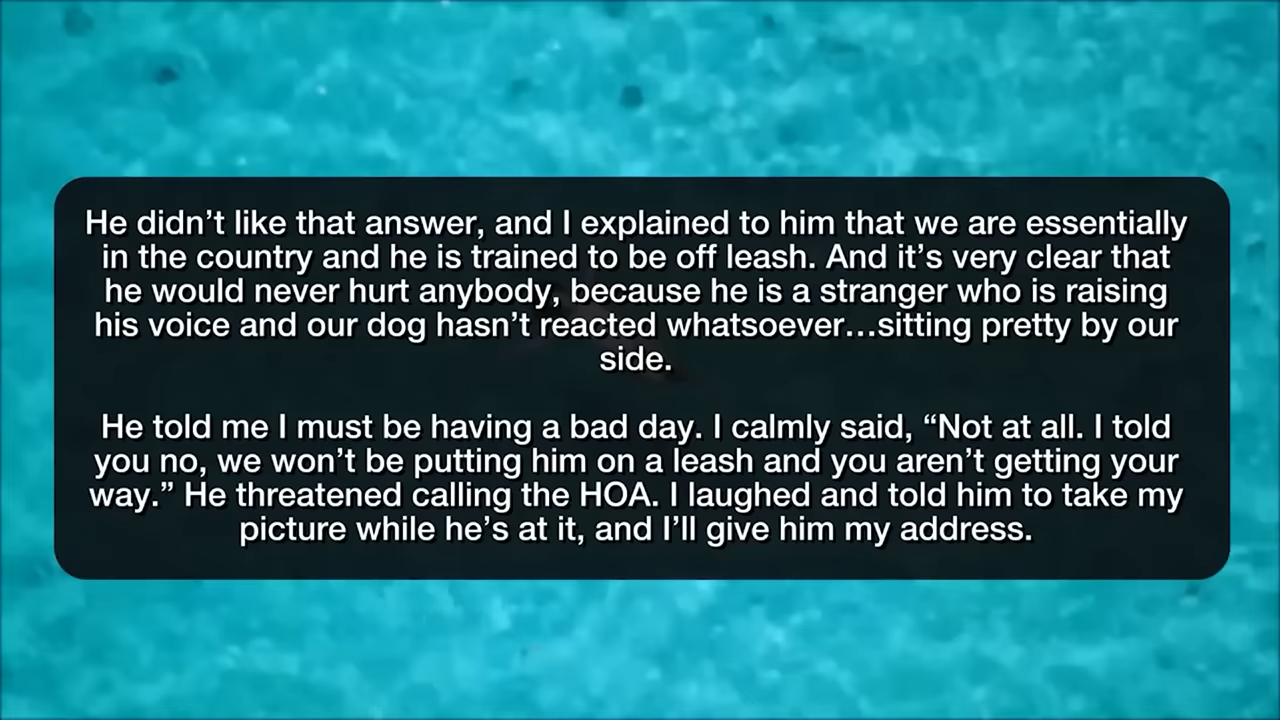 He didn’t like that answer, and I explained to him that we are essentially
in the country and he is trained to be off leash. And it’s very clear that
he would never hurt anybody, because he is a stranger who is raising
his voice and our dog hasn’t reacted whatsoever…sitting pretty by our
side.
He told me I must be having a bad day. I calmly said, “Not at all. I told
you no, we won’t be putting him on a leash and you aren’t getting your
way.” He threatened calling the HOA. I laughed and told him to take my
picture while he’s at it, and I’ll give him my address.